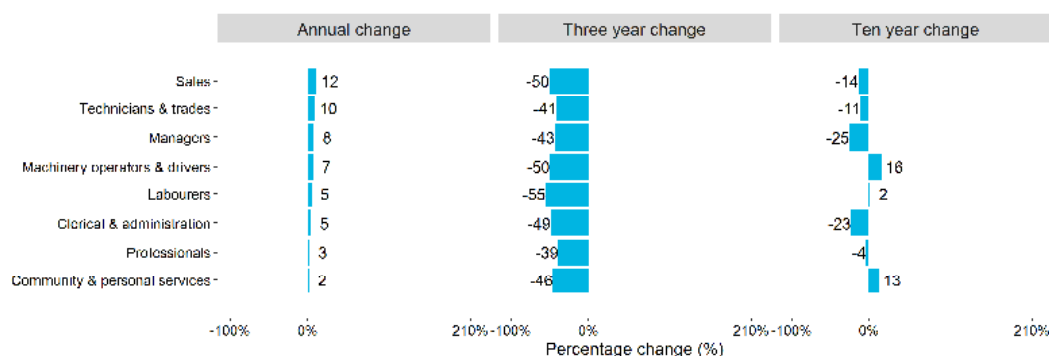 Annual change Three year change Ten year change
Sales 12 -50 -14
Technicians & trades 10 -41 -11
Managers 8 -43 -25
Machinery operators & drivers 7 -50 16
Labourers 5 -55 2
Clerical & administration 5 -49 -23
Professionals 3 -39 -4
Community & personal services 2 -46 13
-100% 0% 210% -100% 0% 210% -100% 0% 210%
Percentage change (%)